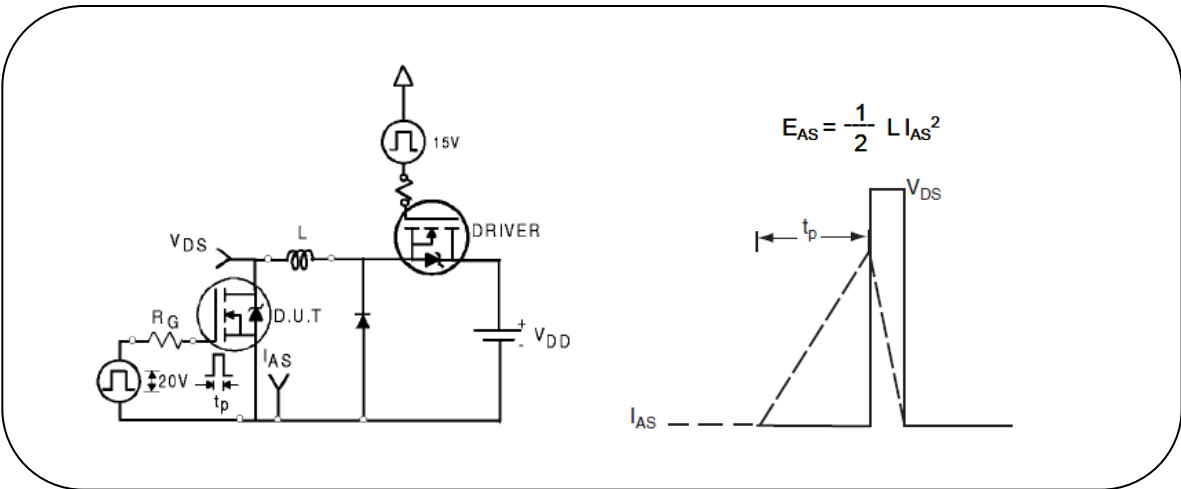 15V
DRIVER
L
VDS
RG
D.U.T
+
VDD
-
IAS
20V
tp
EAS = 1/2 L IAS²
VDS
tp
IAS